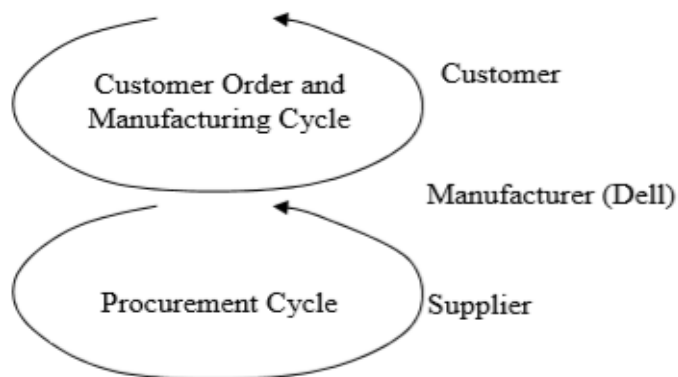 Customer Order and
Manufacturing Cycle
Customer
Manufacturer (Dell)
Procurement Cycle
Supplier